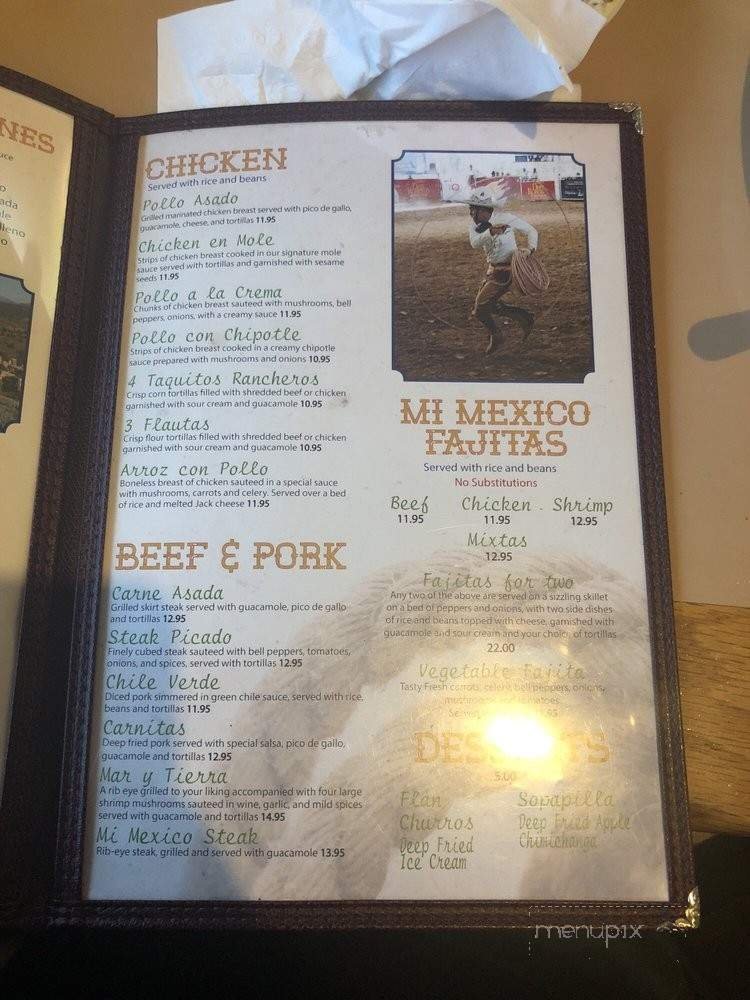 NES
CHICKEN
Served with rice and beans
Pollo Asado
Grilled marinated chicken breast served with pico de gallo,
guacamole, cheese, and tortillas 11.95
Chicken en Mole
Strips of chicken breast cooked in our signature mole
sauce served with tortillas and garnished with sesame
seeds 11.95
Pollo a la Crema
Chunks of chicken breast sauteed with mushrooms, bell
peppers, onions, with a creamy sauce 11.95
Pollo con Chipotle
Strips of chicken breast cooked in a creamy chipotle
sauce prepared with mushrooms and onions 10.95
4 Taquitos Rancheros
Crisp corn tortillas filled with shredded beef or chicken
garnished with sour cream and guacamole 10.95
3 Flautas
Crisp flour tortillas filled with shredded beef or chicken
garnished with sour cream and guacamole 10.95
Arroz con Pollo
Boneless breast of chicken sauteed in a special sauce
with mushrooms, carrots and celery. Served over a bed
of rice and melted Jack cheese 11.95
BEEF & PORK
Carne Asada
Grilled skirt steak served with guacamole, pico de gallo
and tortillas 12.95
Steak Picado
Finely cubed steak sauteed with bell peppers, tomatoes,
onions, and spices, served with tortillas 12.95
Chile Verde
Diced pork simmered in green chile sauce, served with rice,
beans and tortillas 11.95
Carnitas
Deep fried pork served with special salsa, pico de gallo,
guacamole and tortillas 12.95
Mar y Tierra
A rib eye grilled to your liking accompanied with four large
shrimp mushrooms sauteed in wine, garlic, and mild spices
served with guacamole and tortillas 14.95
Mi Mexico Steak
Rib-eye steak, grilled and served with guacamole 13.95
MI MEXICO
FAJITAS
Served with rice and beans
No Substitutions
Beef Chicken Shrimp
11.95 11.95 12.95
Mixtas
12.95
Fajitas for two
Any two of the above are served on a sizzling skillet
on a bed of peppers and onions, with two side dishes
of rice and beans topped with cheese, garnished with
guacamole and sour cream and your choice of tortillas
22.00
Vegetable Fajita
Tasty Fresh carrots, celery, bell peppers, onions,
mushrooms and tomatoes
DESSERTS
5.00
Flan Sopapilla
Churros Deep Fried Apple
Chimichanga
Deep Fried
Ice Cream
menupix